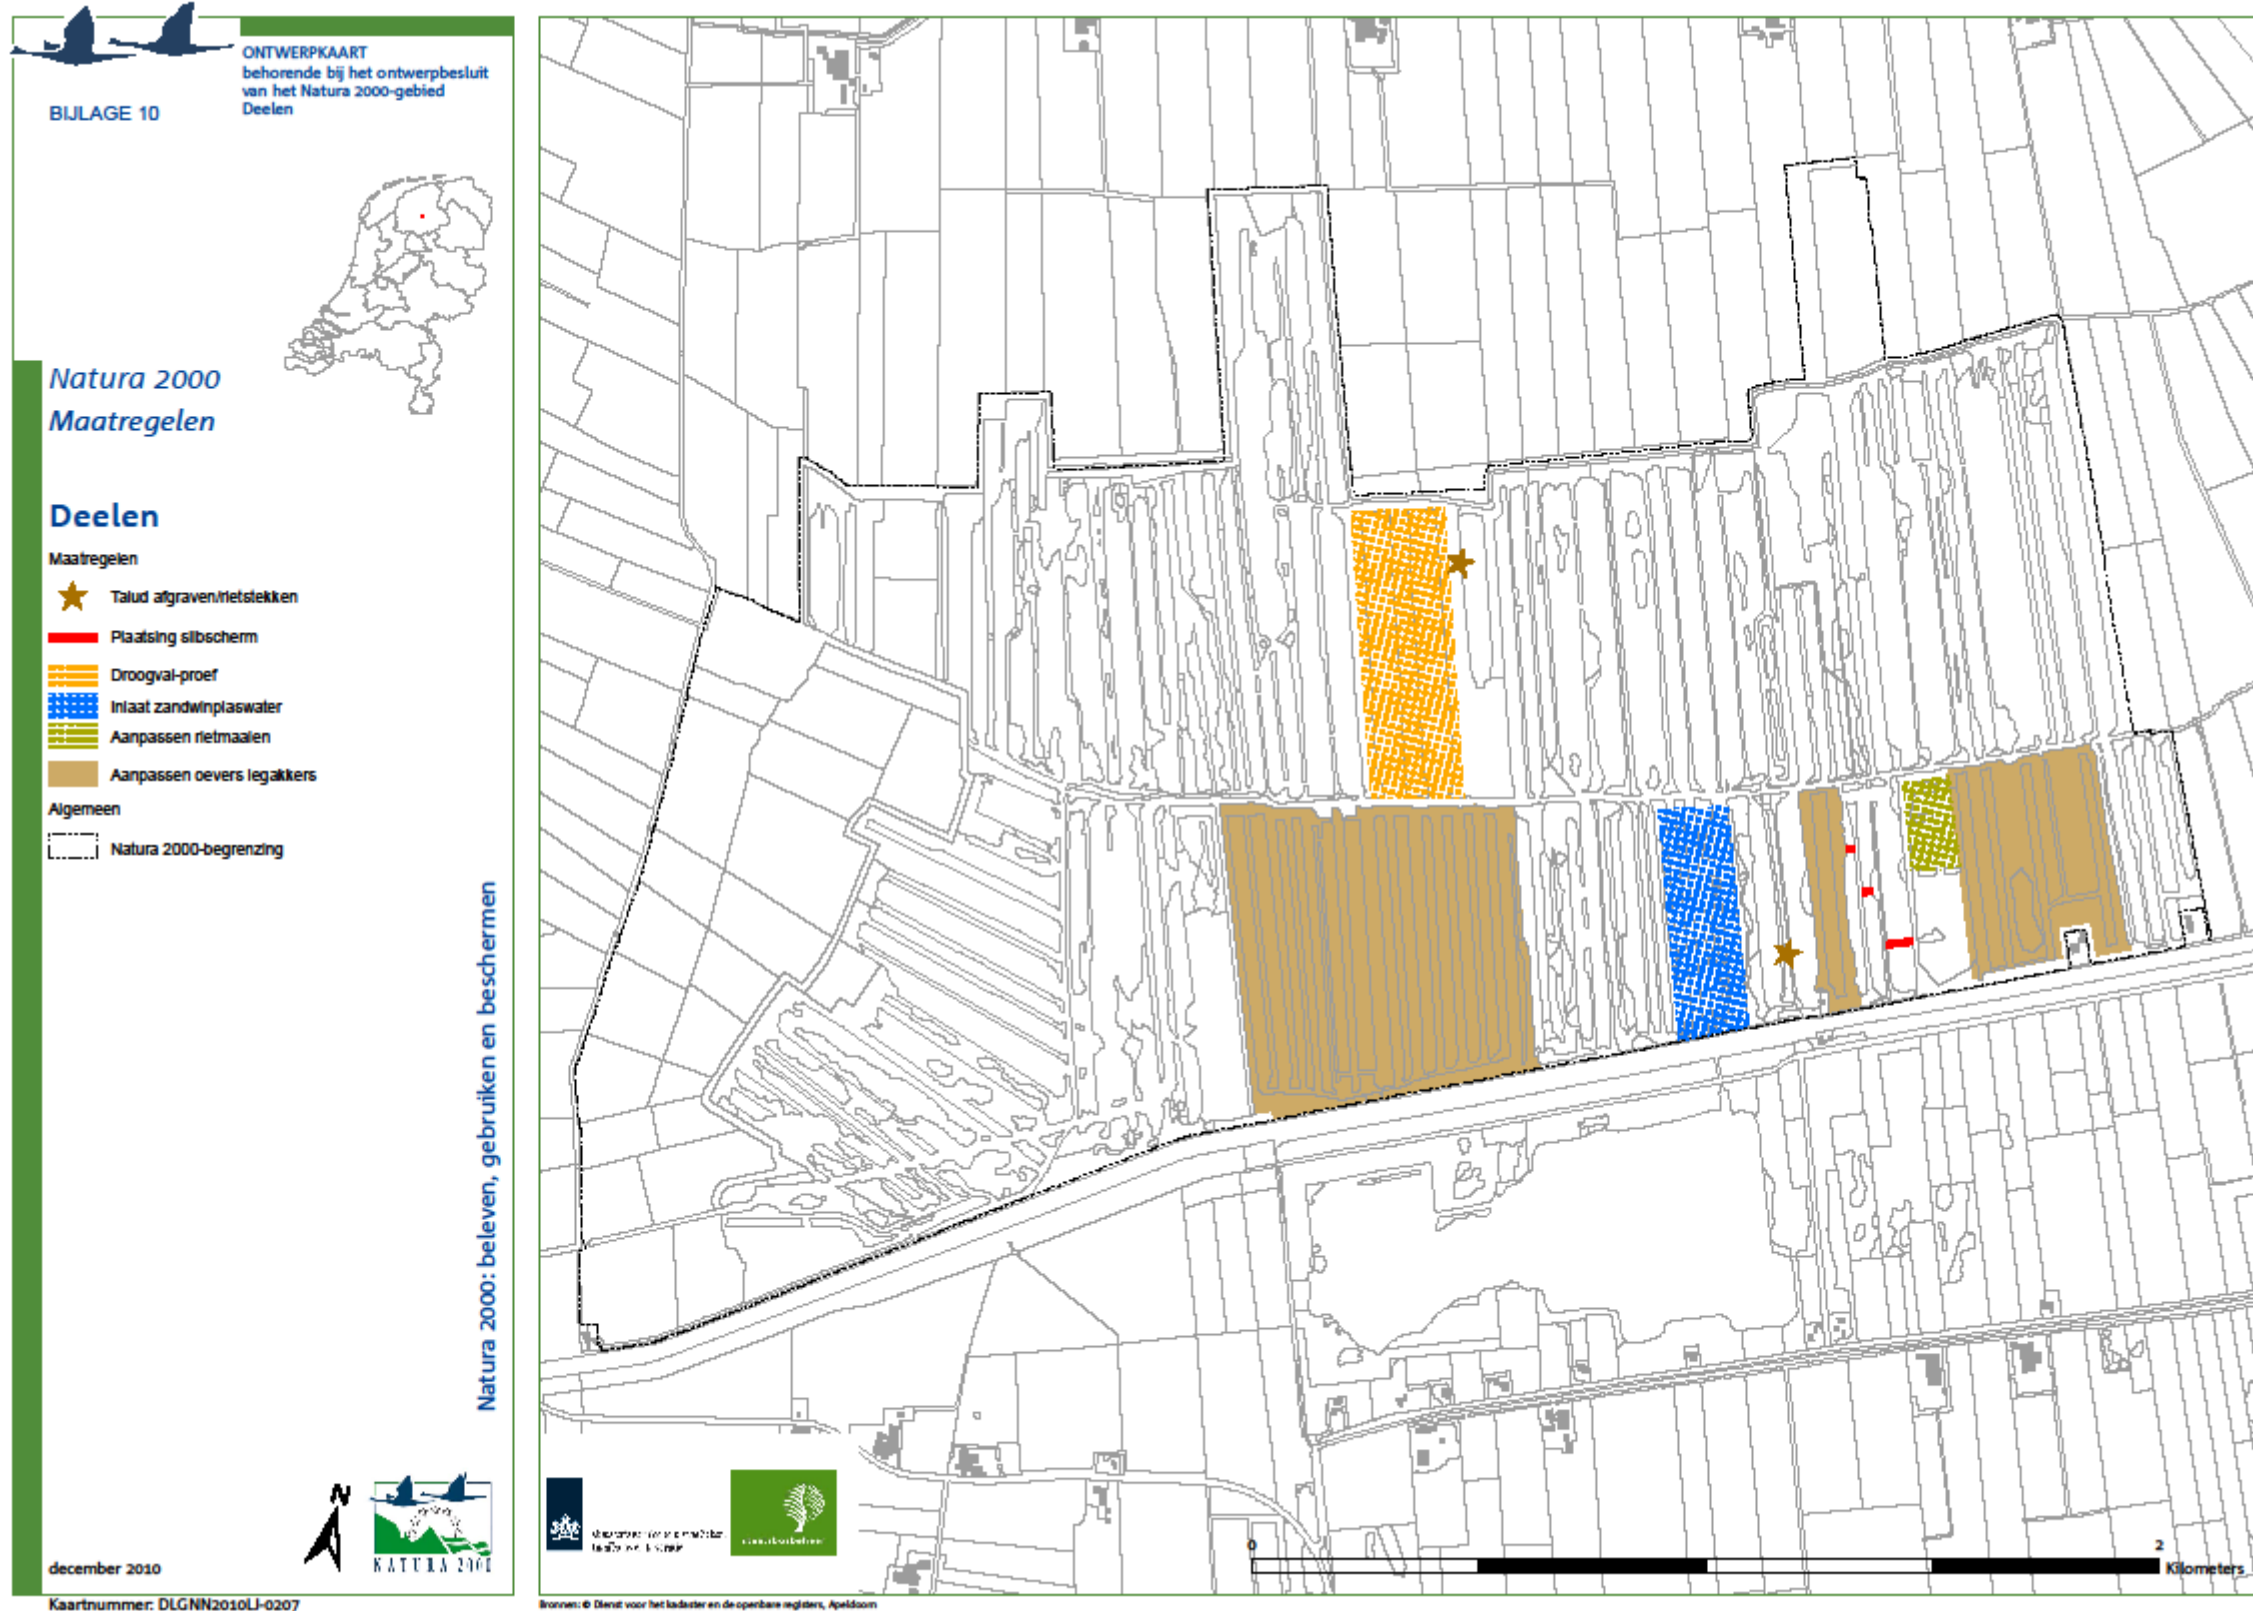 ONTWERPKAART
behorende bij het ontwerpbesluit
van het Natura 2000-gebied
Deelen
BIJLAGE 10
Natura 2000
Maatregelen
Deelen
Maatregelen
Talud afgraven/rietstekken
Plaatsing slibscherm
Droogval-proef
Inlaat zandwinplaswater
Aanpassen rietmaaien
Aanpassen oevers legakkers
Algemeen
Natura 2000-begrenzing
Natura 2000: beleven, gebruiken en beschermen
N
NATURA 2000
december 2010
Kaartnummer: DLGNN2010LJ-0207
0
2
Kilometers
Bronnen: © Dienst voor het kadaster en de openbare registers, Apeldoorn